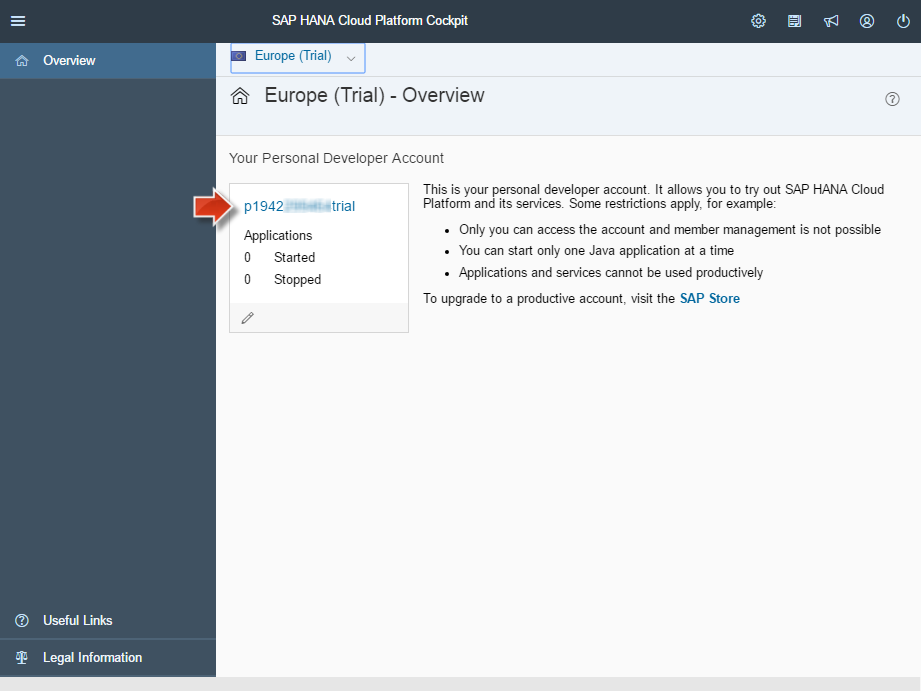 SAP HANA Cloud Platform Cockpit
Overview
Europe (Trial)
Europe (Trial) - Overview
Your Personal Developer Account
p1942 trial
Applications
0 Started
0 Stopped
This is your personal developer account. It allows you to try out SAP HANA Cloud
Platform and its services. Some restrictions apply, for example:
Only you can access the account and member management is not possible
You can start only one Java application at a time
Applications and services cannot be used productively
To upgrade to a productive account, visit the SAP Store
Useful Links
Legal Information